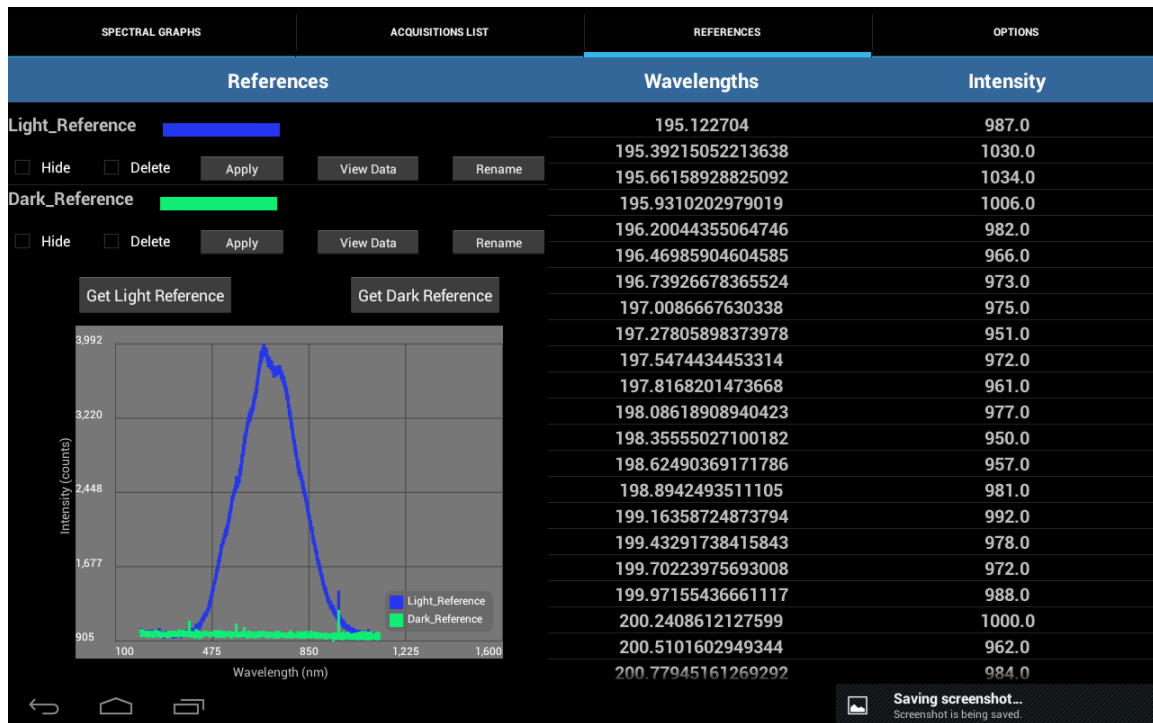 SPECTRAL GRAPHS ACQUISITIONS LIST REFERENCES OPTIONS
References Wavelengths Intensity
Light_Reference
Hide Delete Apply View Data Rename
Dark_Reference
Hide Delete Apply View Data Rename
Get Light Reference Get Dark Reference
3,992
3,220
2,448
1,677
905
Intensity (counts)
100 475 850 1,225 1,600
Wavelength (nm)
Light_Reference
Dark_Reference
195.122704 987.0
195.39215052213638 1030.0
195.66158928825092 1034.0
195.9310202979019 1006.0
196.20044355064746 982.0
196.46985904604585 966.0
196.73926678365524 973.0
197.0086667630338 975.0
197.27805898373978 951.0
197.5474434453314 972.0
197.8168201473668 961.0
198.08618908940423 977.0
198.35555027100182 950.0
198.62490369171786 957.0
198.8942493511105 981.0
199.16358724873794 992.0
199.43291738415843 978.0
199.70223975693008 972.0
199.97155436661117 988.0
200.2408612127599 1000.0
200.5101602949344 962.0
200.77945161269292 984.0
Saving screenshot...
Screenshot is being saved.